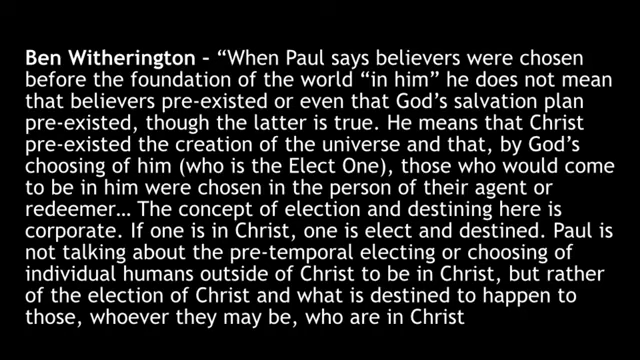 Ben Witherington – “When Paul says believers were chosen
before the foundation of the world “in him” he does not mean
that believers pre-existed or even that God’s salvation plan
pre-existed, though the latter is true. He means that Christ
pre-existed the creation of the universe and that, by God’s
choosing of him (who is the Elect One), those who would come
to be in him were chosen in the person of their agent or
redeemer… The concept of election and destining here is
corporate. If one is in Christ, one is elect and destined. Paul is
not talking about the pre-temporal electing or choosing of
individual humans outside of Christ to be in Christ, but rather
of the election of Christ and what is destined to happen to
those, whoever they may be, who are in Christ